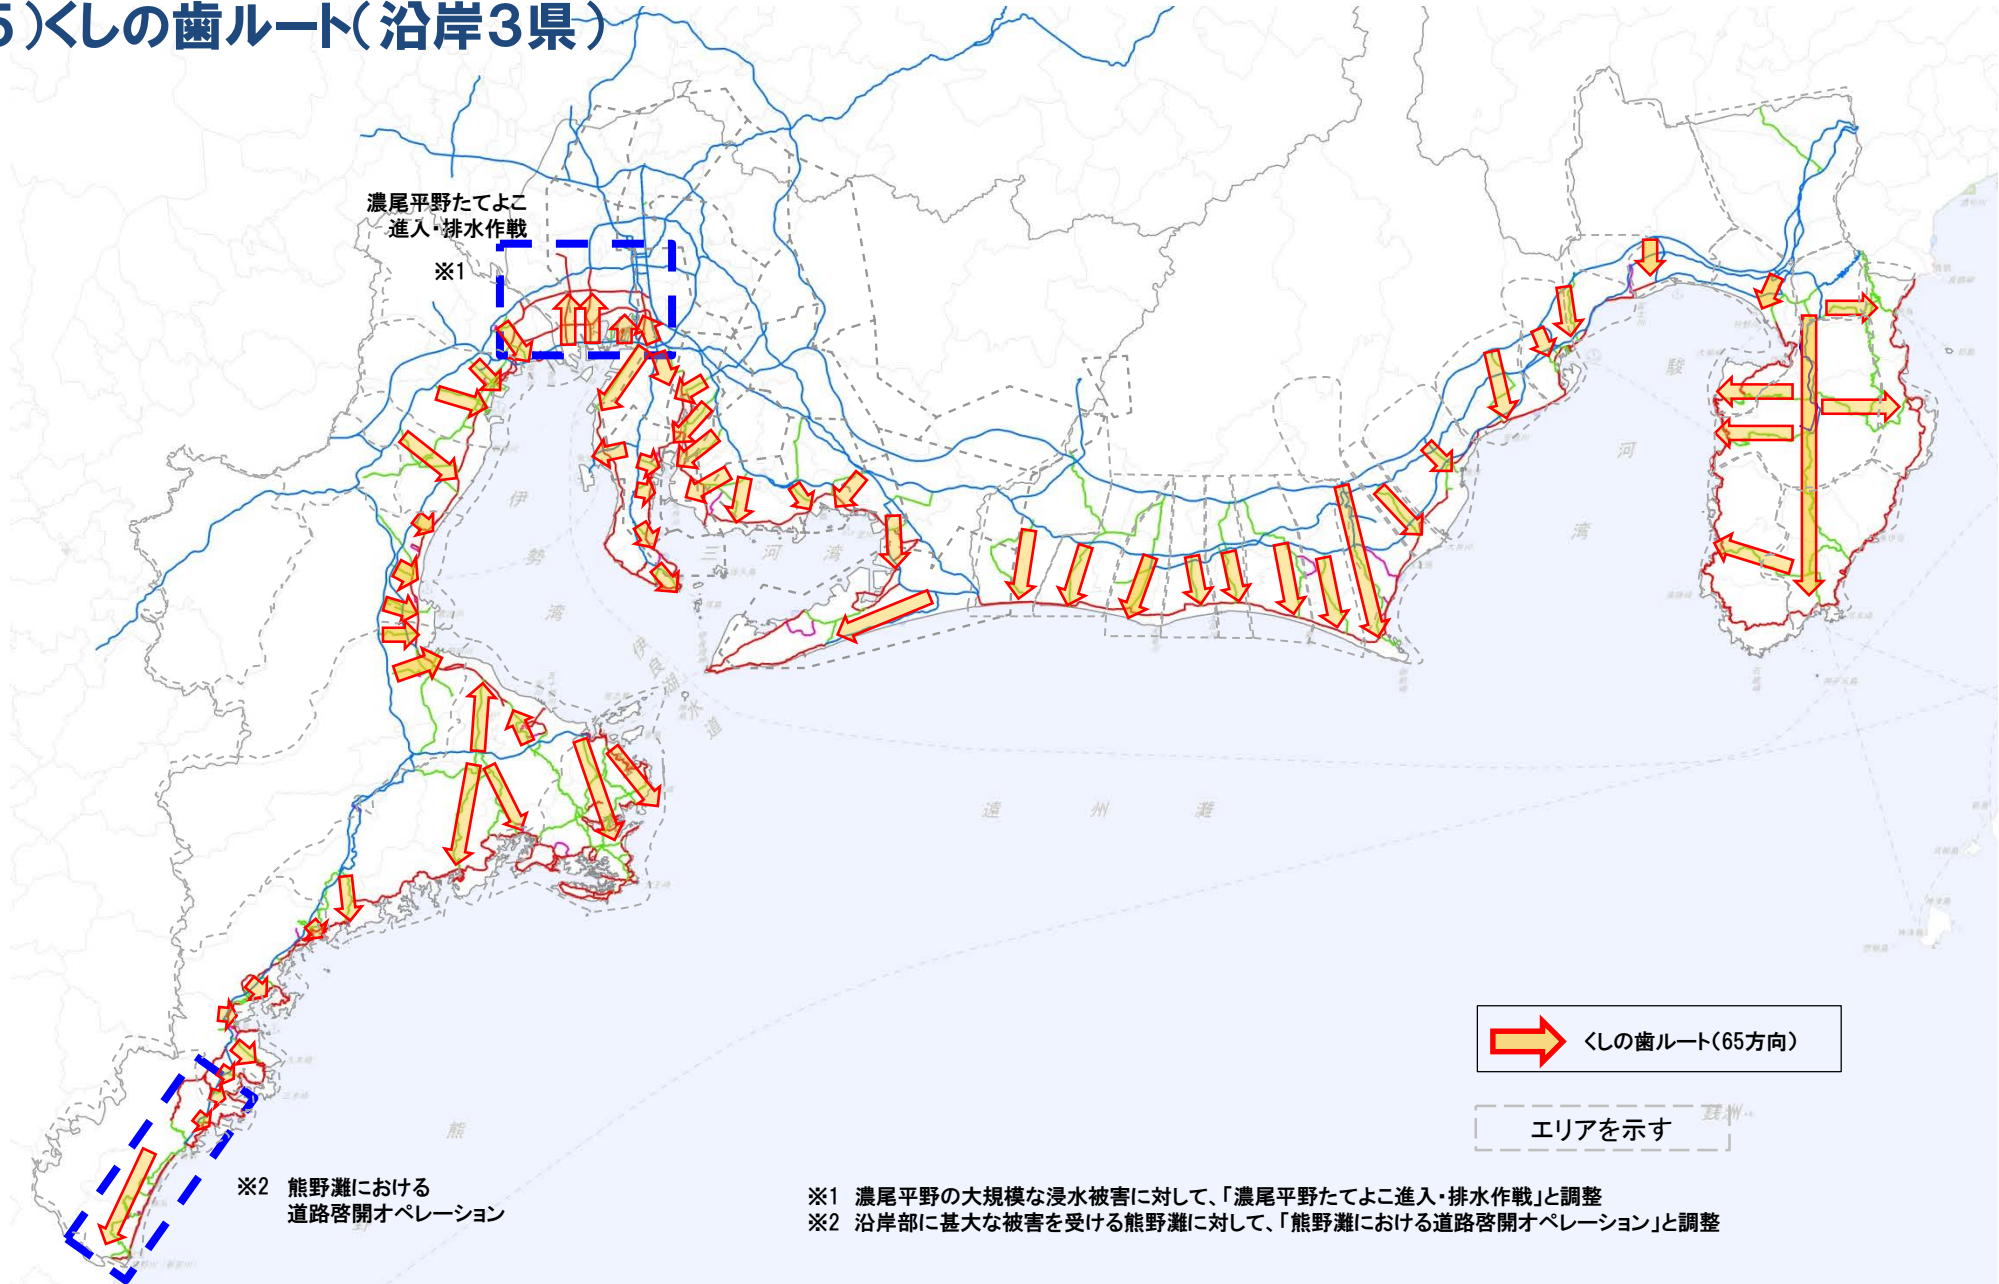 5)くしの歯ルート(沿岸3県)
濃尾平野たてよこ
進入・排水作戦
※1
伊
勢
湾
三 河 湾
伊
良
湖
水
道
駿
河
湾
遠 州 灘
熊
野
くしの歯ルート(65方向)
銭州
エリアを示す
※2 熊野灘における
道路啓開オペレーション
※1 濃尾平野の大規模な浸水被害に対して、「濃尾平野たてよこ進入・排水作戦」と調整
※2 沿岸部に甚大な被害を受ける熊野灘に対して、「熊野灘における道路啓開オペレーション」と調整